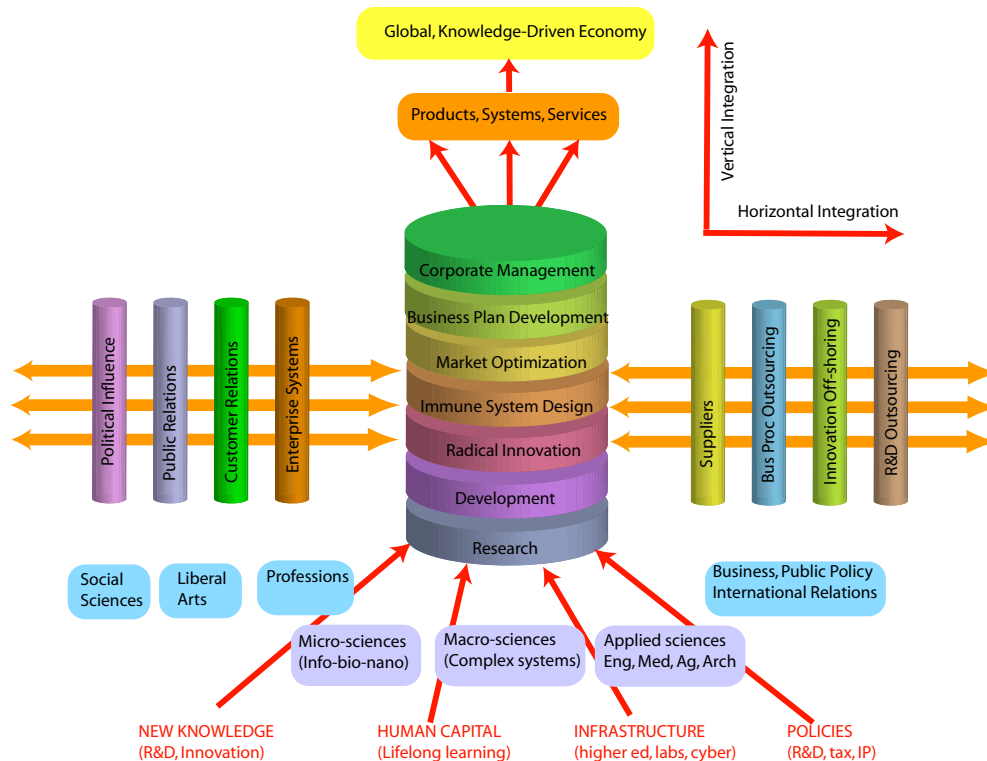 Global, Knowledge-Driven Economy
Products, Systems, Services
Vertical Integration
Horizontal Integration
Corporate Management
Business Plan Development
Market Optimization
Immune System Design
Radical Innovation
Development
Research
Political Influence
Public Relations
Customer Relations
Enterprise Systems
Suppliers
Bus Proc Outsourcing
Innovation Off-shoring
R&D Outsourcing
Social
Sciences
Liberal
Arts
Professions
Business, Public Policy
International Relations
Micro-sciences
(Info-bio-nano)
Macro-sciences
(Complex systems)
Applied sciences
Eng, Med, Ag, Arch
NEW KNOWLEDGE
(R&D, Innovation)
HUMAN CAPITAL
(Lifelong learning)
INFRASTRUCTURE
(higher ed, labs, cyber)
POLICIES
(R&D, tax, IP)